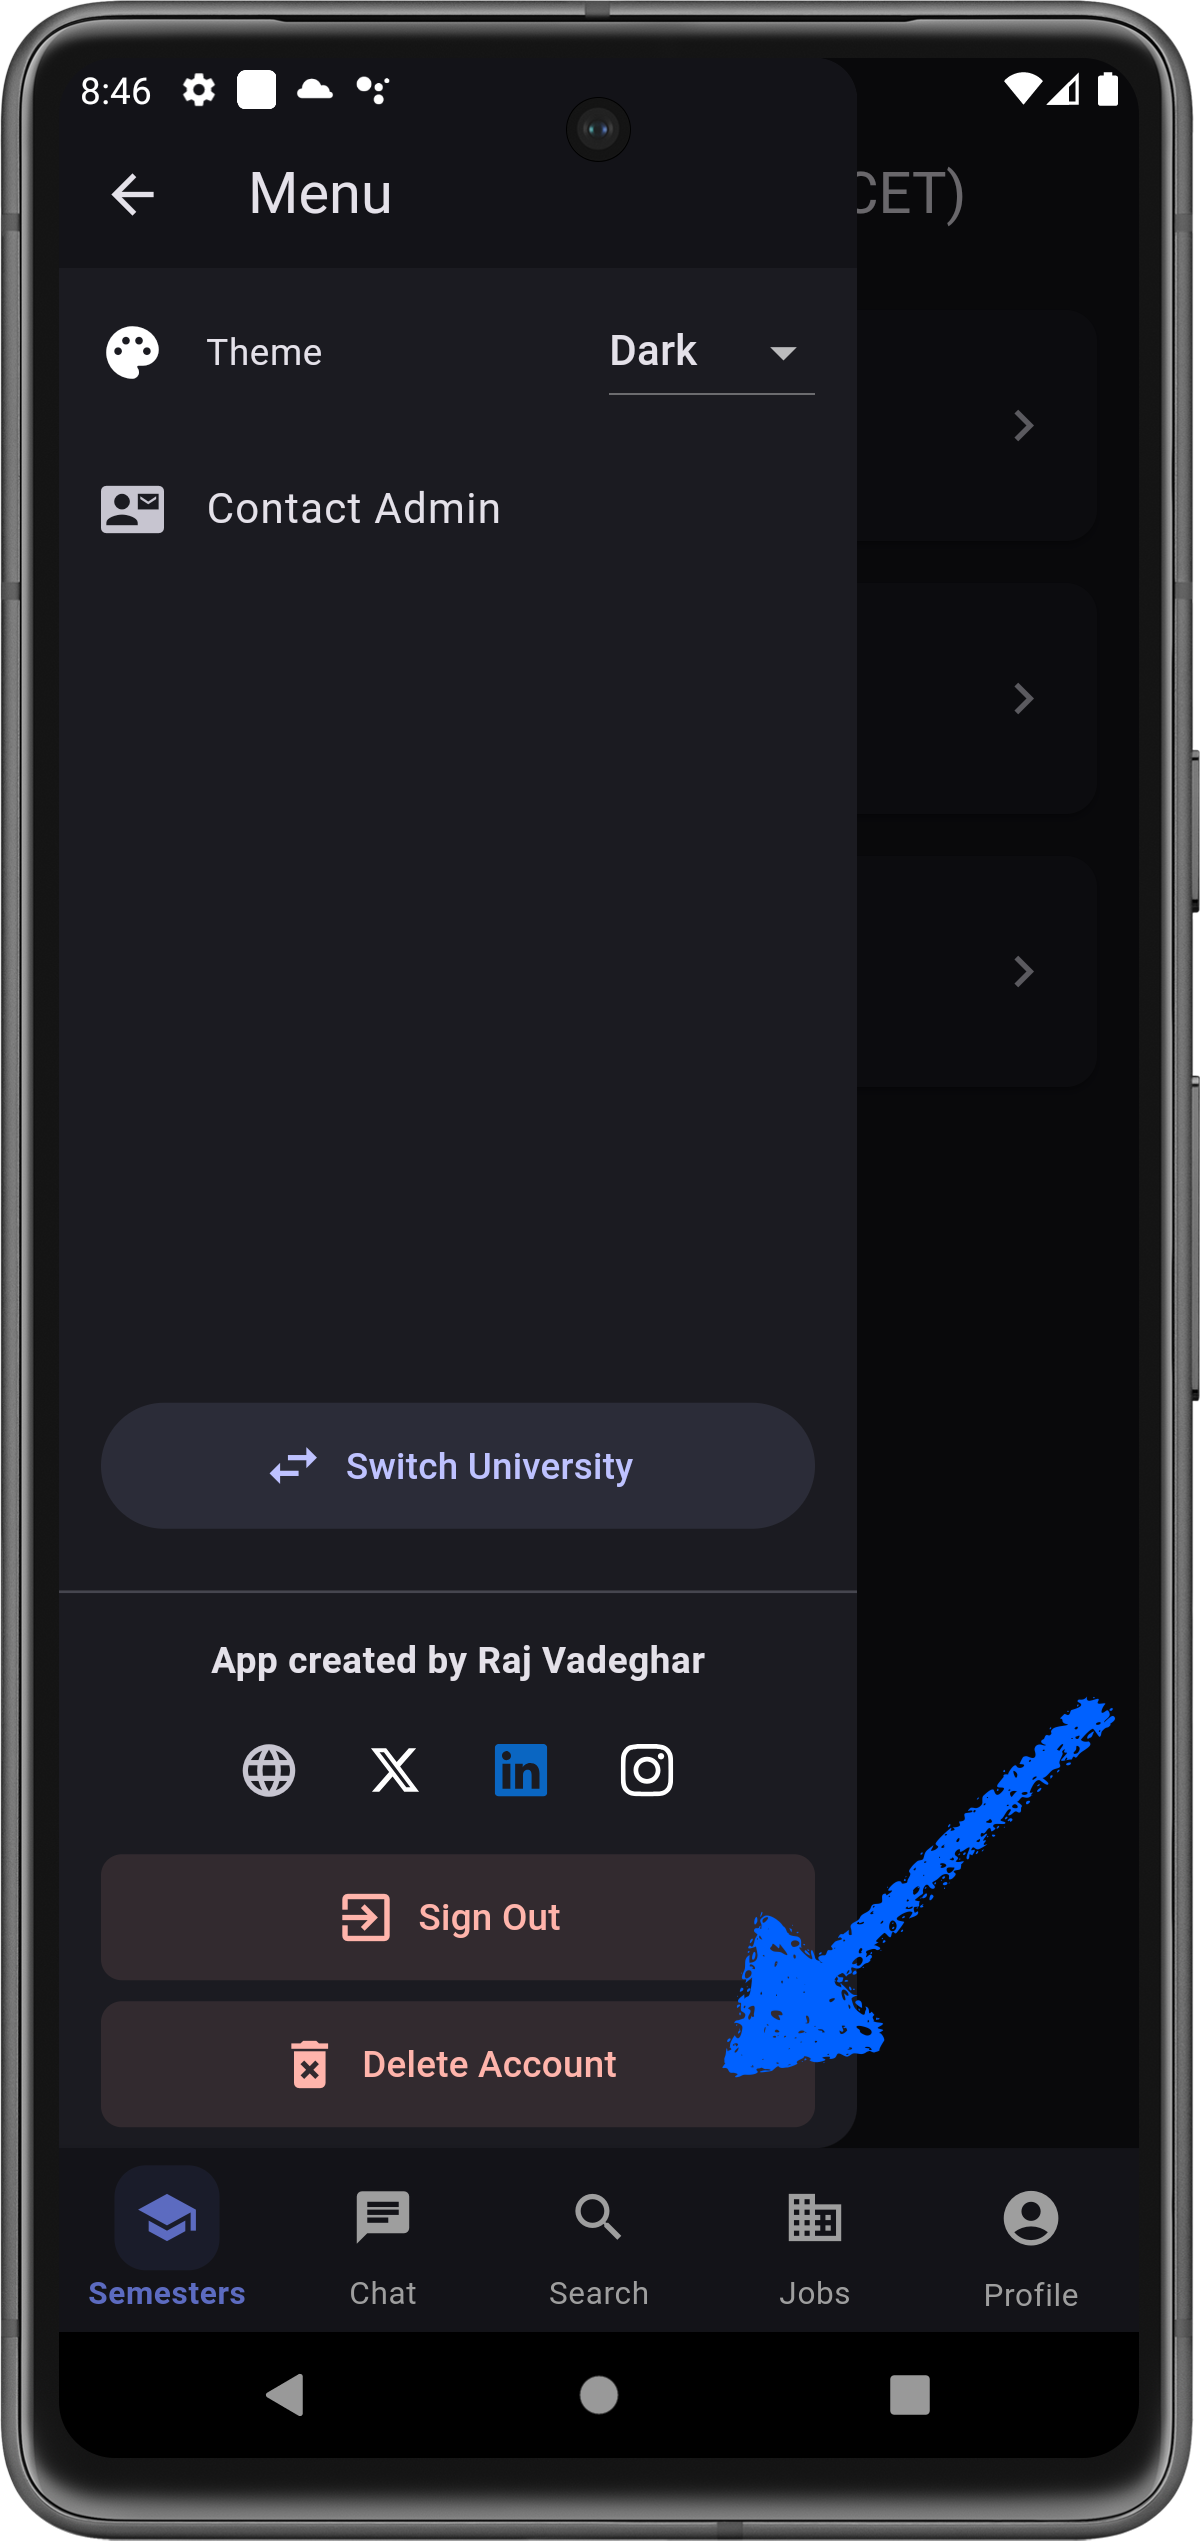 8:46
Menu
CET)
Theme
Dark
Contact Admin
Switch University
App created by Raj Vadeghar
Sign Out
Delete Account
Semesters
Chat
Search
Jobs
Profile